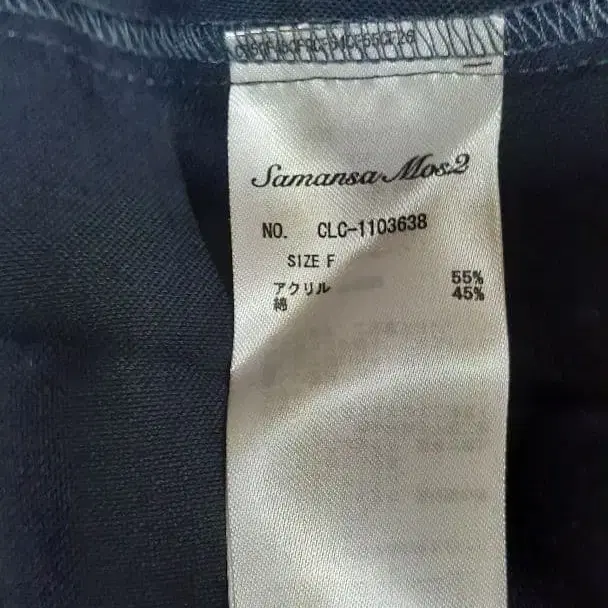 Samansa Mos2
NO. CLC-1103638
SIZE F
アクリル 55%
綿 45%